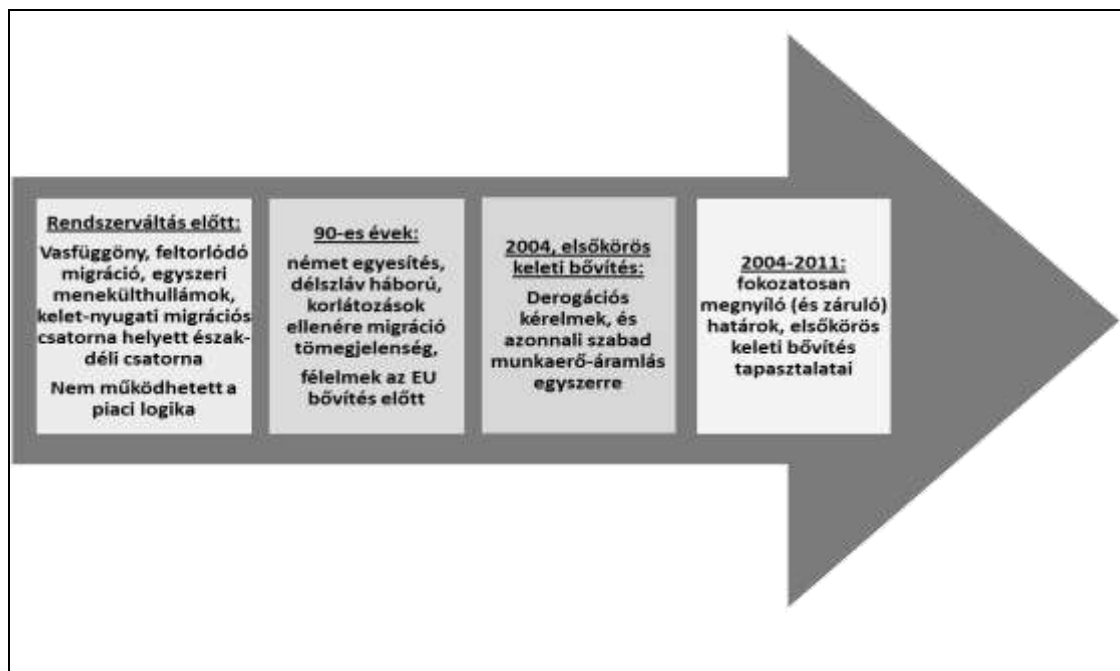 Rendszerváltás előtt:
Vasfüggöny, feltorlódó
migráció, egyszeri
menekülthullámok,
kelet-nyugati migrációs
csatorna helyett észak-
déli csatorna
Nem működhetett a
piaci logika
90-es évek:
német egyesítés,
délszláv háború,
korlátozások
ellenére migráció
tömegjelenség,
félelmek az EU
bővítés előtt
2004, elsőkörös
keleti bővítés:
Derogációs
kérelmek, és
azonnali szabad
munkaerő-áramlás
egyszerre
2004-2011:
fokozatosan
megnyíló (és záruló)
határok, elsőkörös
keleti bővítés
tapasztalatai